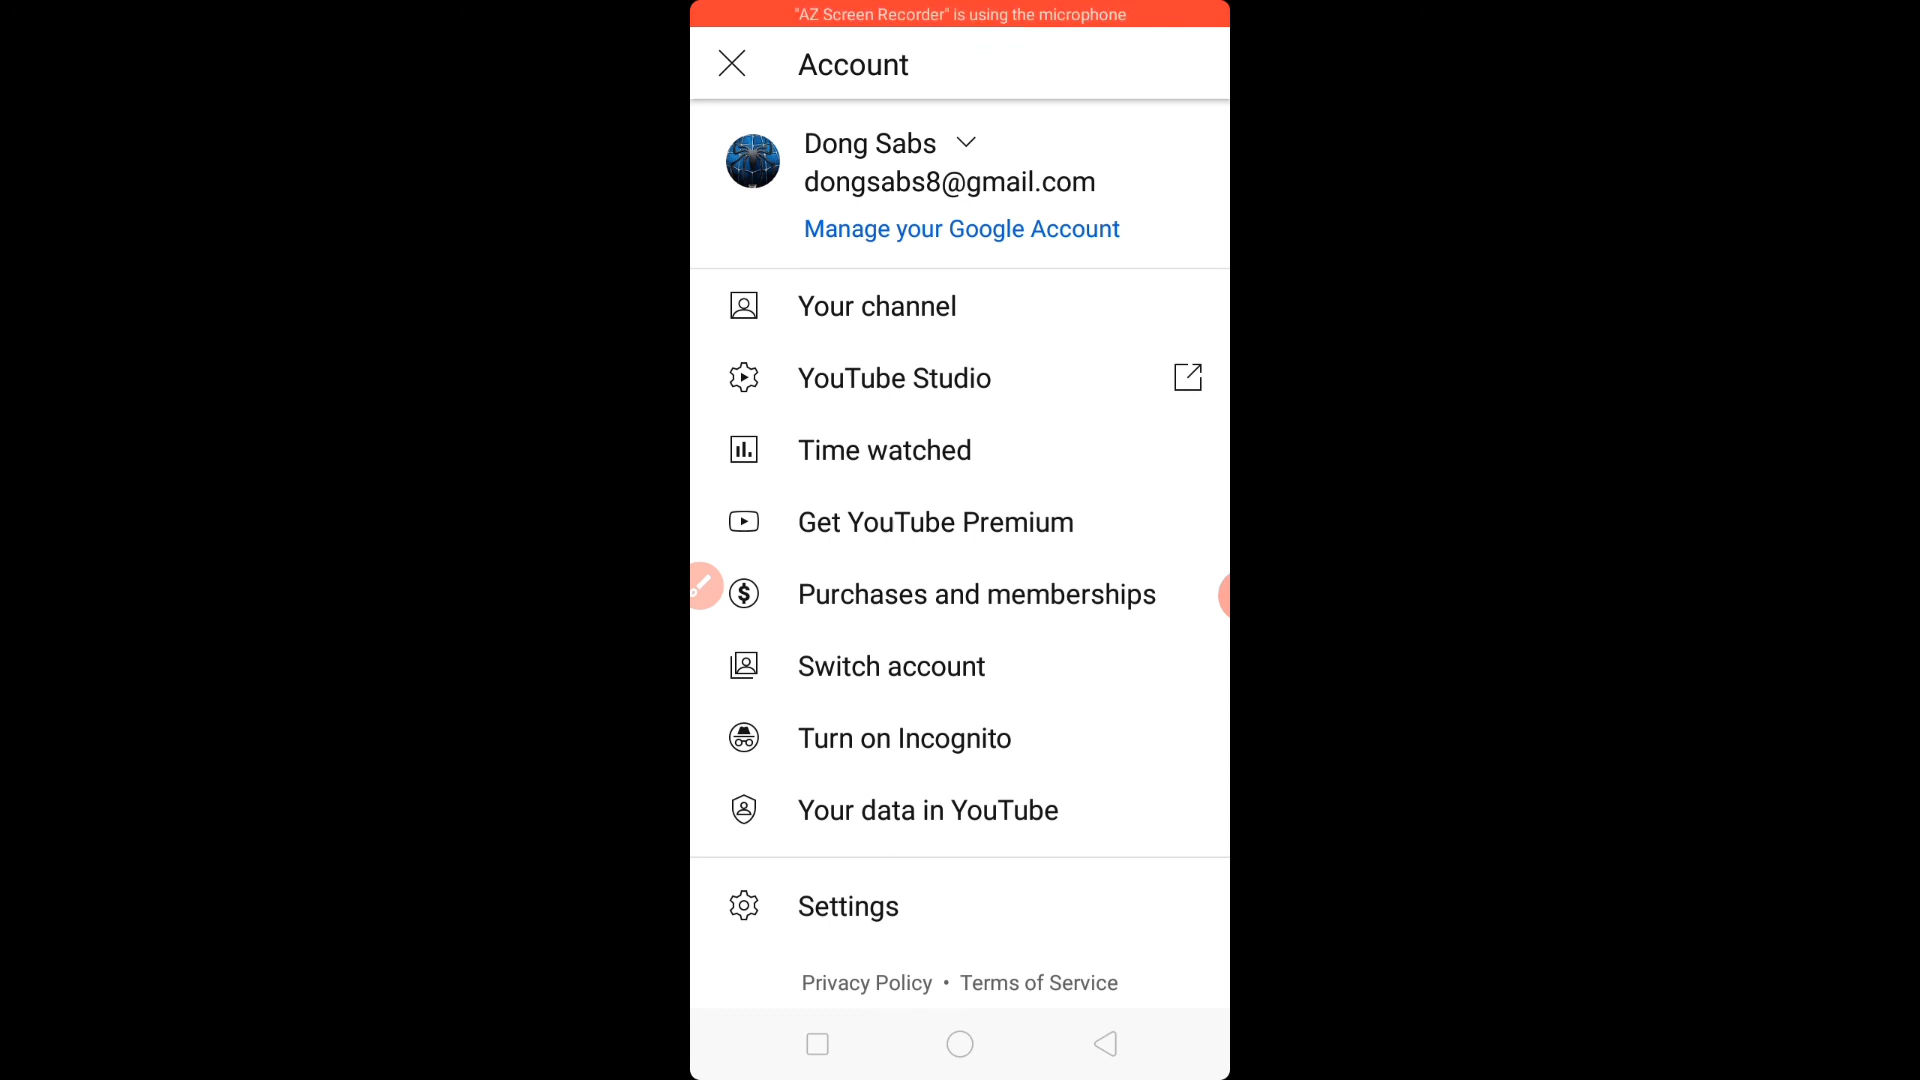 "AZ Screen Recorder" is using the microphone
Account
Dong Sabs
dongsabs8@gmail.com
Manage your Google Account
Your channel
YouTube Studio
Time watched
Get YouTube Premium
Purchases and memberships
Switch account
Turn on Incognito
Your data in YouTube
Settings
Privacy Policy • Terms of Service